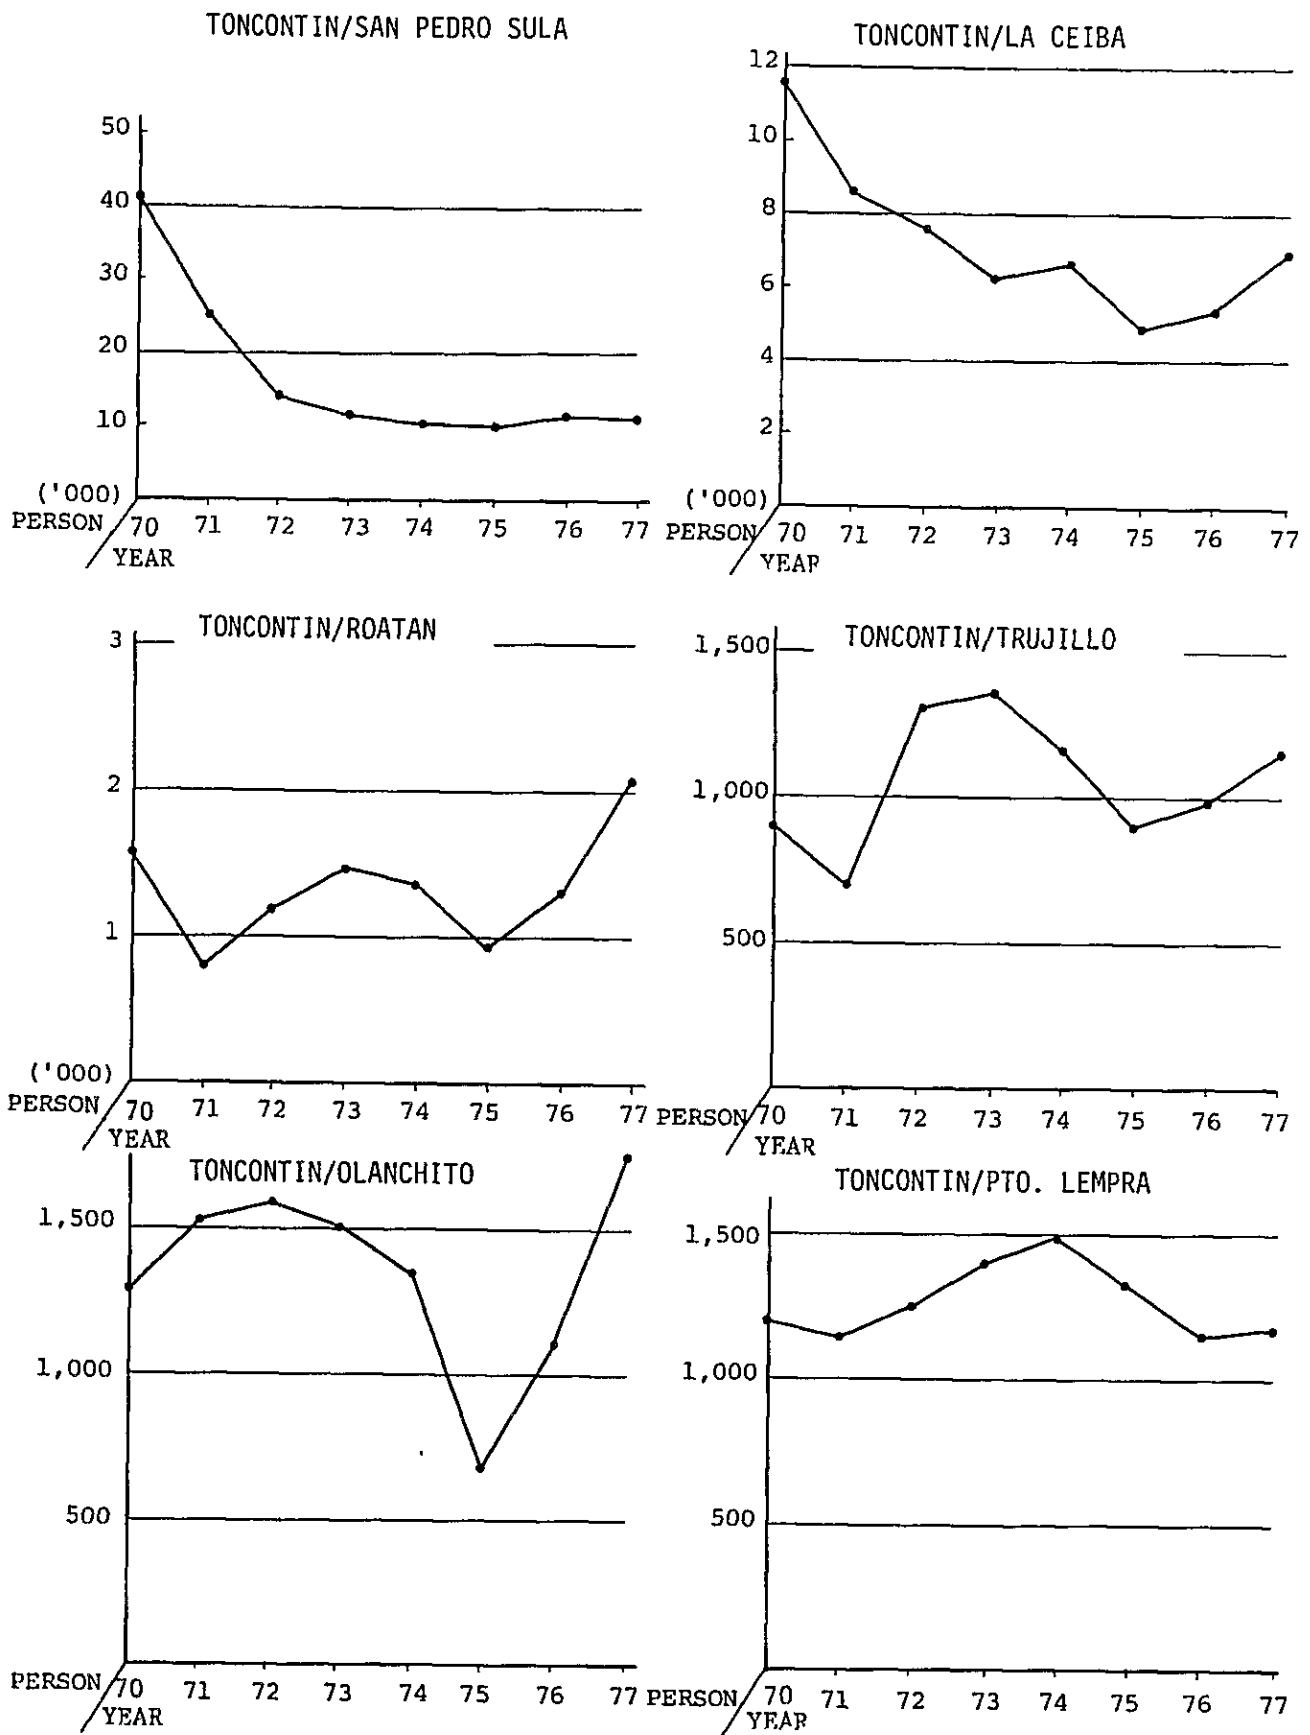 TONCONTIN/SAN PEDRO SULA
50
40
30
20
10
('000)
PERSON
70 71 72 73 74 75 76 77
YEAR
TONCONTIN/LA CEIBA
12
10
8
6
4
2
('000)
PERSON
70 71 72 73 74 75 76 77
YEAR
TONCONTIN/ROATAN
3
2
1
('000)
PERSON
70 71 72 73 74 75 76 77
YEAR
TONCONTIN/TRUJILLO
1,500
1,000
500
PERSON
70 71 72 73 74 75 76 77
YEAR
TONCONTIN/OLANCHITO
1,500
1,000
500
PERSON
70 71 72 73 74 75 76 77
YEAR
TONCONTIN/PTO. LEMPRA
1,500
1,000
500
PERSON
70 71 72 73 74 75 76 77
YEAR